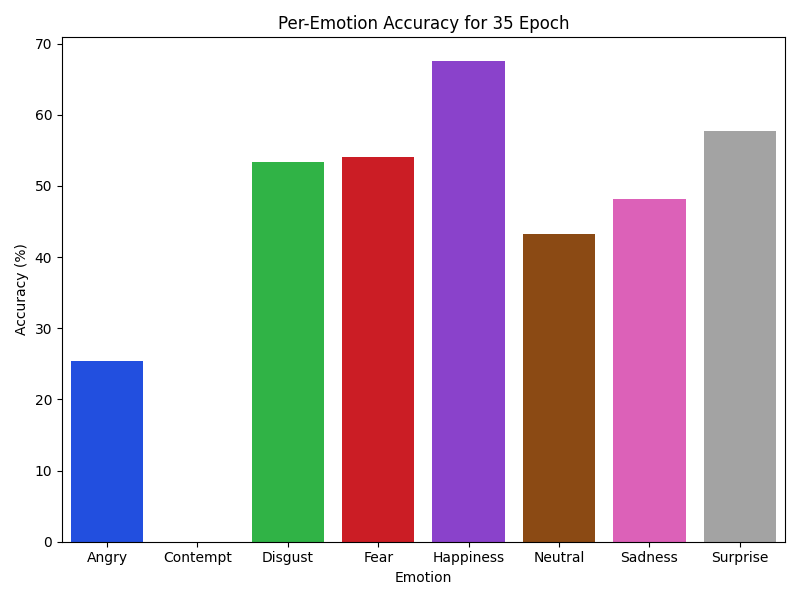 Per-Emotion Accuracy for 35 Epoch
70
60
50
40
30
20
10
0
Accuracy (%)
Angry Contempt Disgust Fear Happiness Neutral Sadness Surprise
Emotion